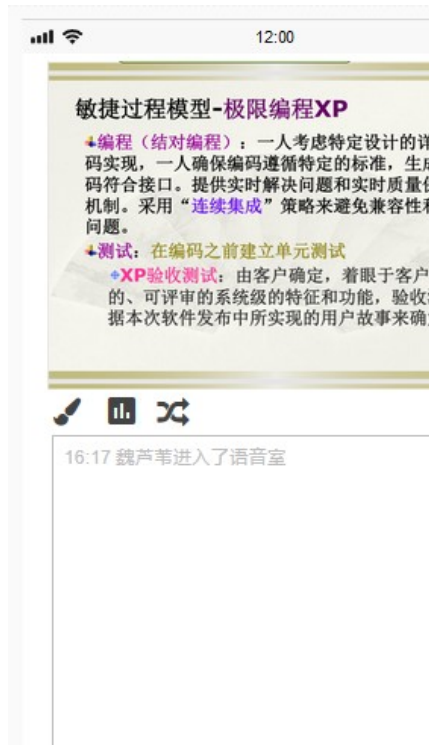 12:00
敏捷过程模型-极限编程XP
编程（结对编程）：一人考虑特定设计的详
码实现，一人确保编码遵循特定的标准，生成
码符合接口。提供实时解决问题和实时质量保
机制。采用“连续集成”策略来避免兼容性和
问题。
测试：在编码之前建立单元测试
XP验收测试：由客户确定，着眼于客户
的、可评审的系统级的特征和功能，验收
据本次软件发布中所实现的用户故事来确
16:17 魏芦苇进入了语音室